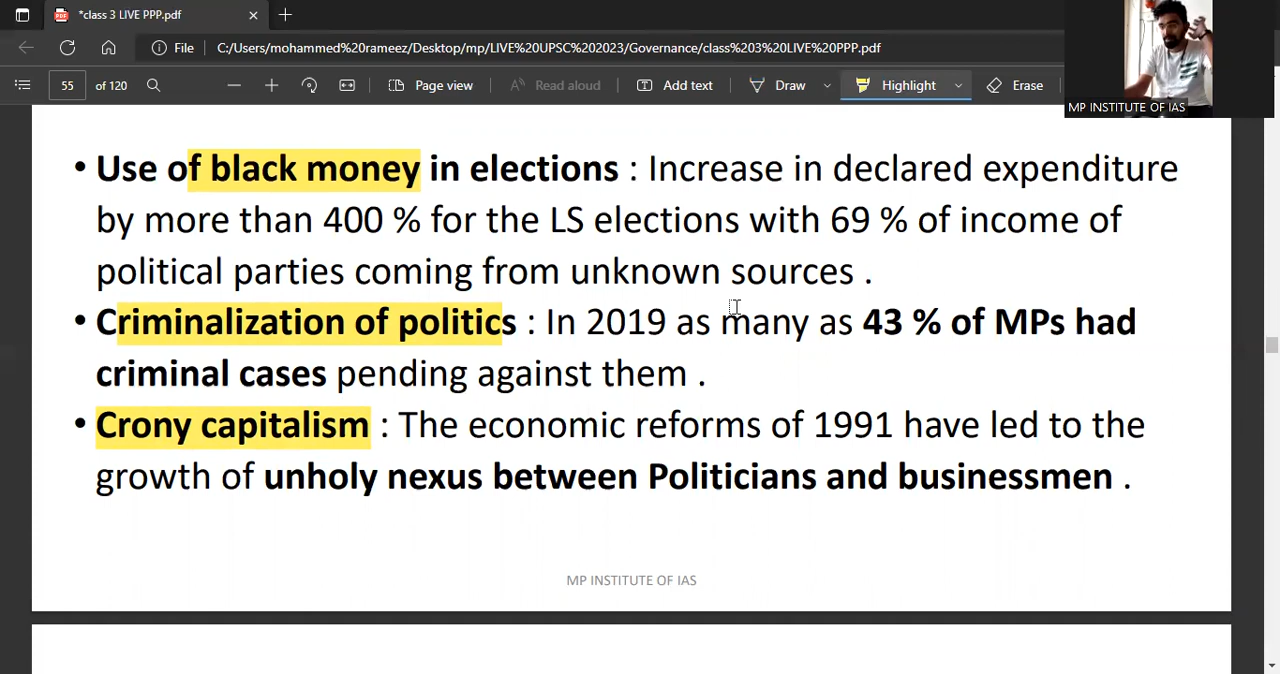 *class 3 LIVE PPP.pdf
File
C:/Users/mohammed%20rameez/Desktop/mp/LIVE%20UPSC%202023/Governance/class%203%20LIVE%20PPP.pdf
55 of 120
Page view
Read aloud
Add text
Draw
Highlight
Erase
MP INSTITUTE OF IAS
• Use of black money in elections : Increase in declared expenditure
by more than 400 % for the LS elections with 69 % of income of
political parties coming from unknown sources .
• Criminalization of politics : In 2019 as many as 43 % of MPs had
criminal cases pending against them .
• Crony capitalism : The economic reforms of 1991 have led to the
growth of unholy nexus between Politicians and businessmen .
MP INSTITUTE OF IAS